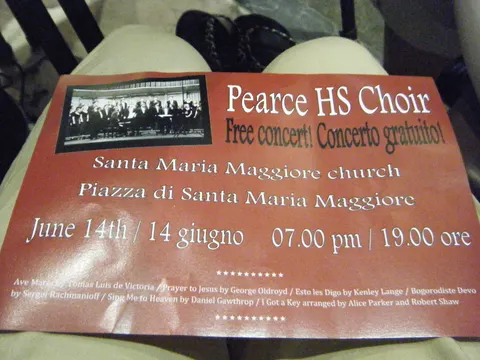 Pearce HS Choir
Free concert! Concerto gratuito!
Santa Maria Maggiore church
Piazza di Santa Maria Maggiore
June 14th / 14 giugno 07.00 pm / 19.00 ore
**********
Ave Maria by Tomas Luis de Victoria / Prayer to Jesus by George Oldroyd / Esto les Digo by Kenley Lange / Bogorodiste Devo
by Sergej Rachmaninoff / Sing Me to Heaven by Daniel Gawthrop / I Got a Key arranged by Alice Parker and Robert Shaw
**********